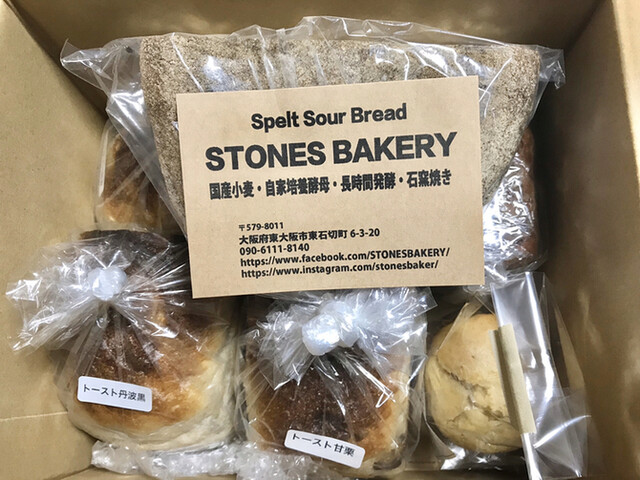 Spelt Sour Bread
STONES BAKERY
国産小麦・自家培養酵母・長時間発酵・石窯焼き
〒579-8011
大阪府東大阪市東石切町 6-3-20
090-6111-8140
https://www.facebook.com/STONESBAKERY/
https://www.instagram.com/stonesbaker/
トースト丹波黒
トースト甘栗